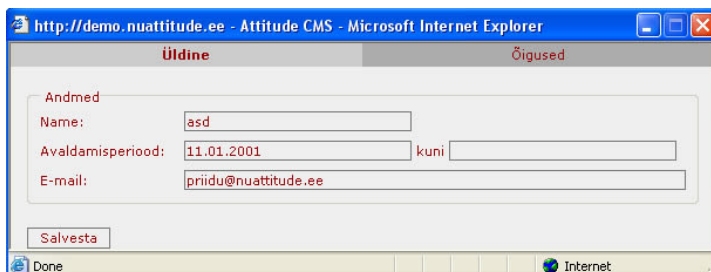 http://demo.nuattitude.ee - Attitude CMS - Microsoft Internet Explorer
Üldine Õigused
Andmed
Name: asd
Avaldamisperiood: 11.01.2001 kuni
E-mail: priidu@nuattitude.ee
Salvesta
Done Internet